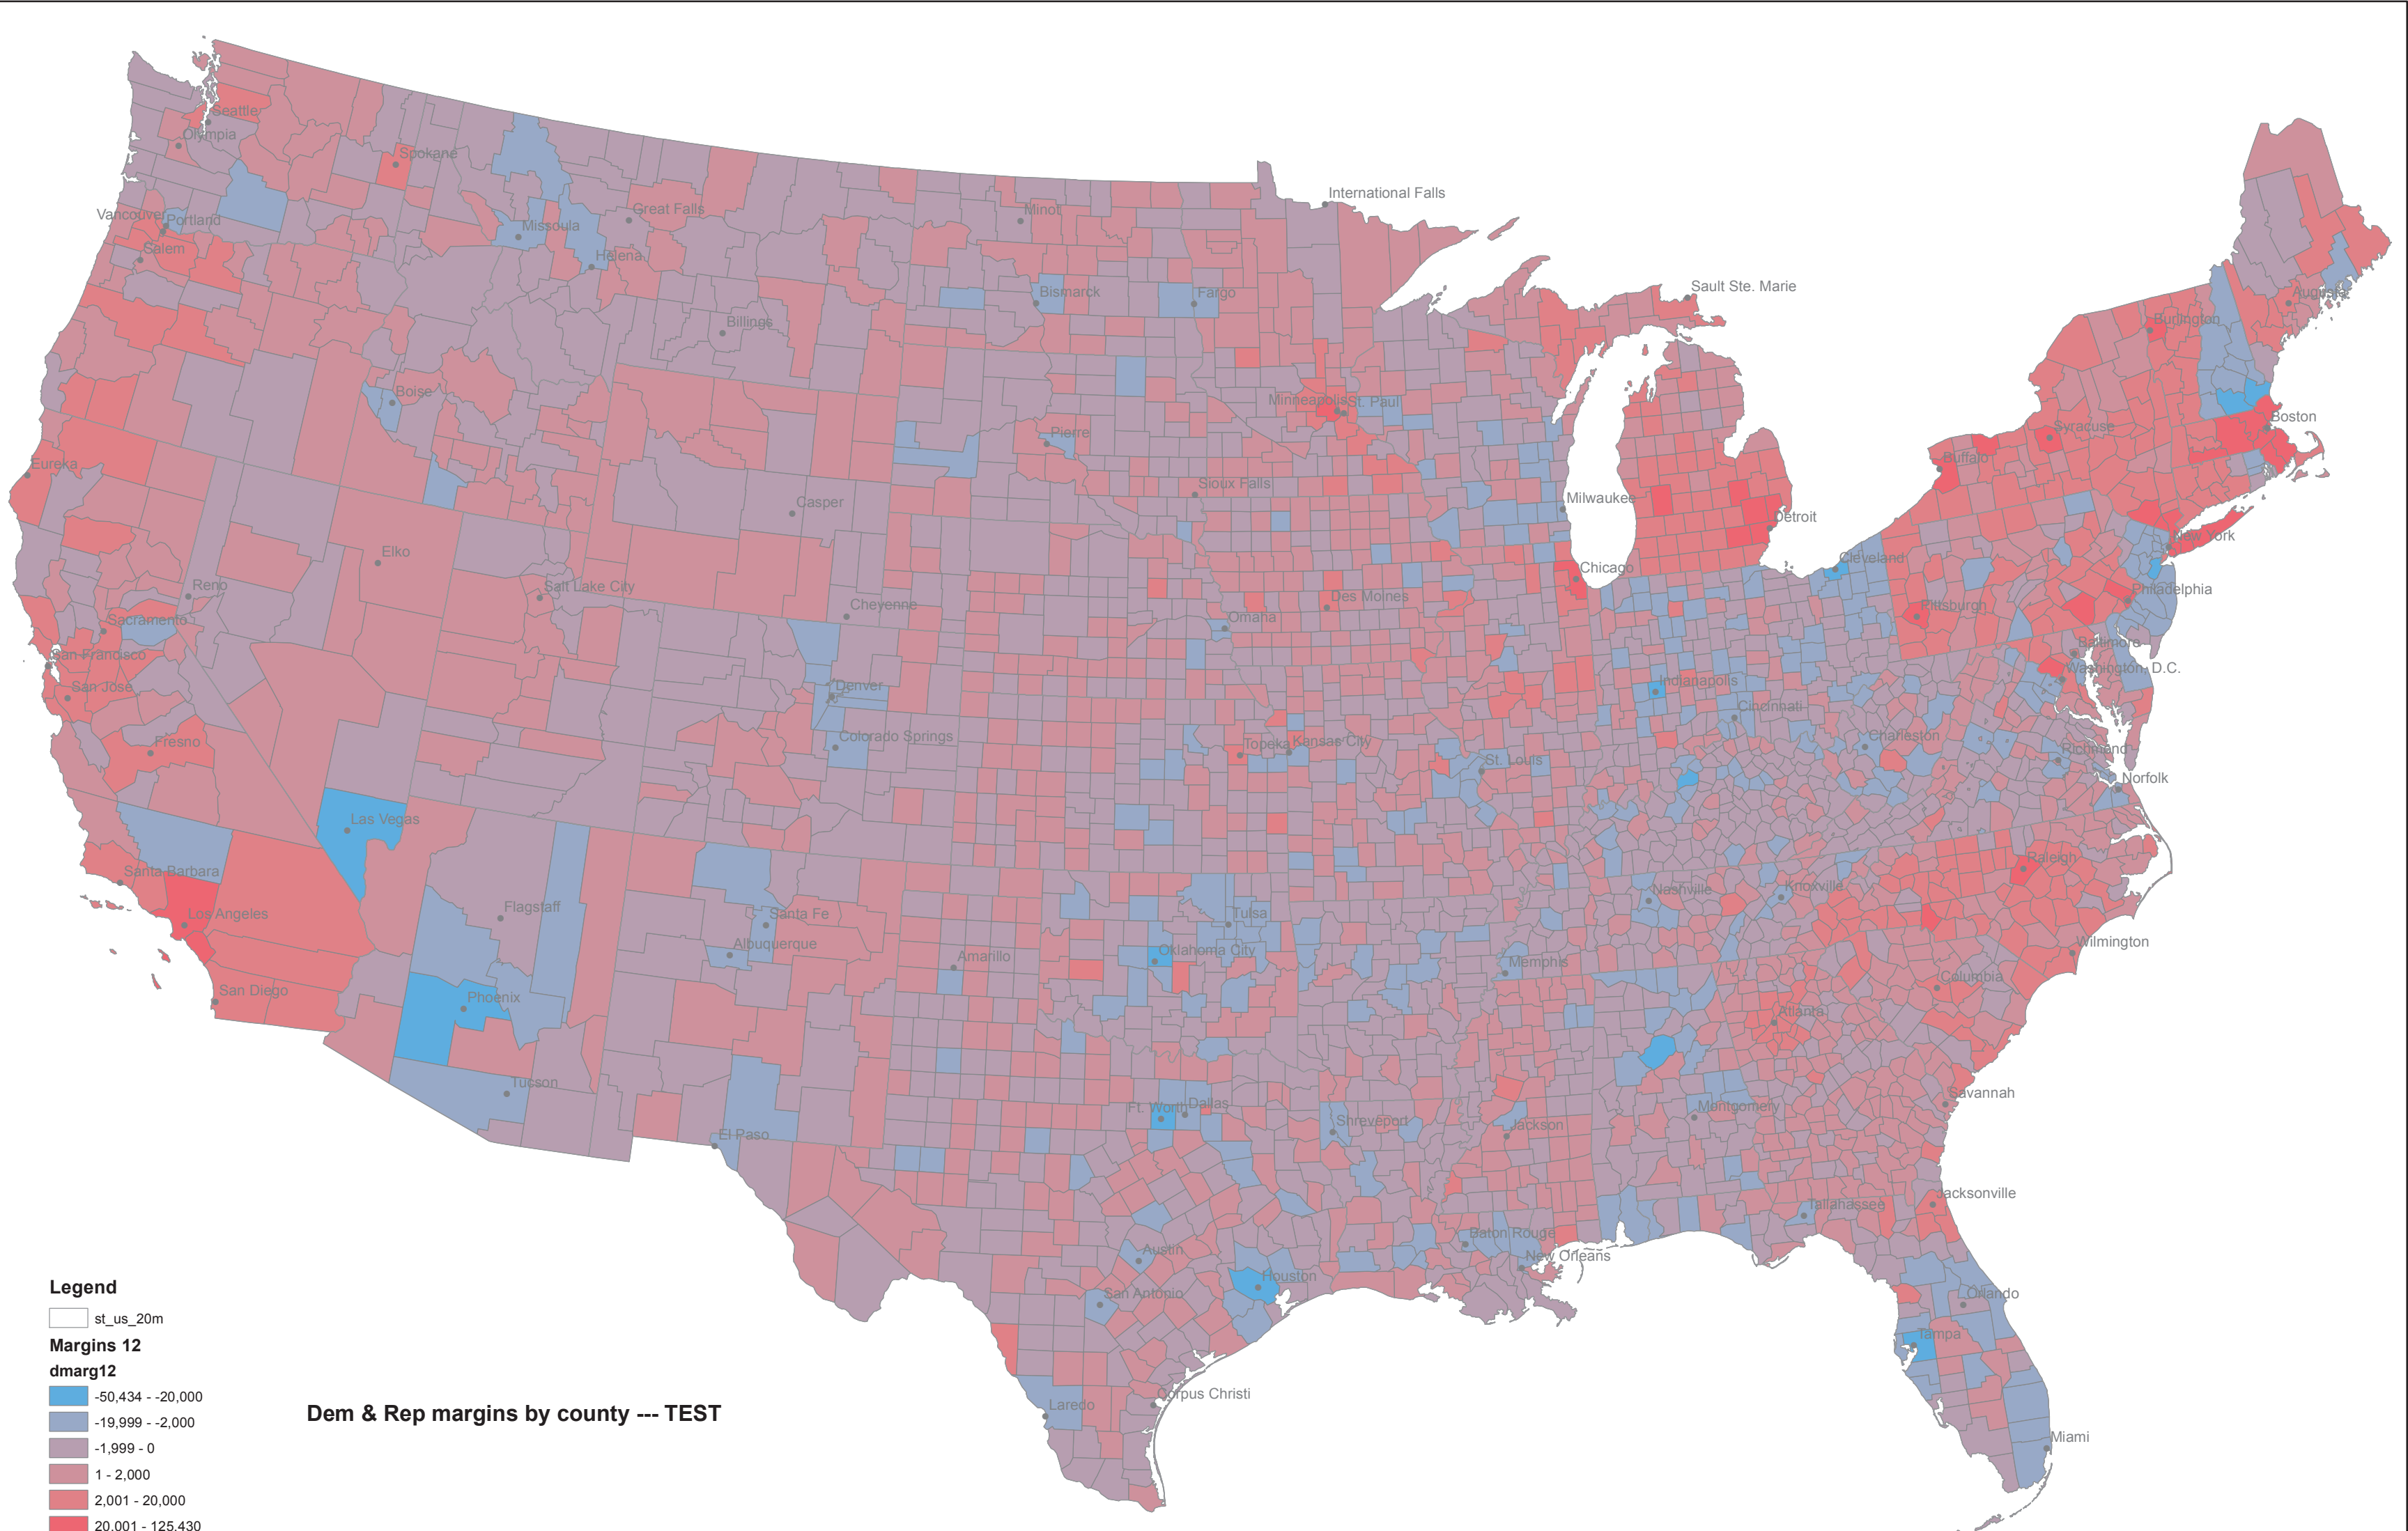 Seattle
Olympia
Spokane
Vancouver
Portland
Salem
Great Falls
Missoula
Helena
Minot
International Falls
Bismarck
Fargo
Sault Ste. Marie
Augusta
Burlington
Billings
Boise
Minneapolis
St. Paul
Pierre
Boston
Syracuse
Buffalo
Eureka
Sioux Falls
Casper
Milwaukee
Detroit
New York
Elko
Cleveland
Chicago
Reno
Salt Lake City
Des Moines
Philadelphia
Cheyenne
Pittsburgh
Omaha
Sacramento
Baltimore
San Francisco
Washington, D.C.
San Jose
Denver
Indianapolis
Cincinnati
Fresno
Colorado Springs
Topeka
Kansas City
Charleston
Richmond
St. Louis
Norfolk
Las Vegas
Raleigh
Santa Barbara
Nashville
Knoxville
Los Angeles
Flagstaff
Santa Fe
Tulsa
Albuquerque
Oklahoma City
Wilmington
Amarillo
Memphis
Columbia
San Diego
Phoenix
Atlanta
Tucson
Savannah
Ft. Worth
Dallas
Montgomery
El Paso
Shreveport
Jackson
Jacksonville
Tallahassee
Austin
Baton Rouge
New Orleans
Houston
San Antonio
Orlando
Tampa
Corpus Christi
Laredo
Miami
Legend
st_us_20m
Margins 12
dmarg12
-50,434 - -20,000
-19,999 - -2,000
-1,999 - 0
1 - 2,000
2,001 - 20,000
20,001 - 125,430
Dem & Rep margins by county --- TEST